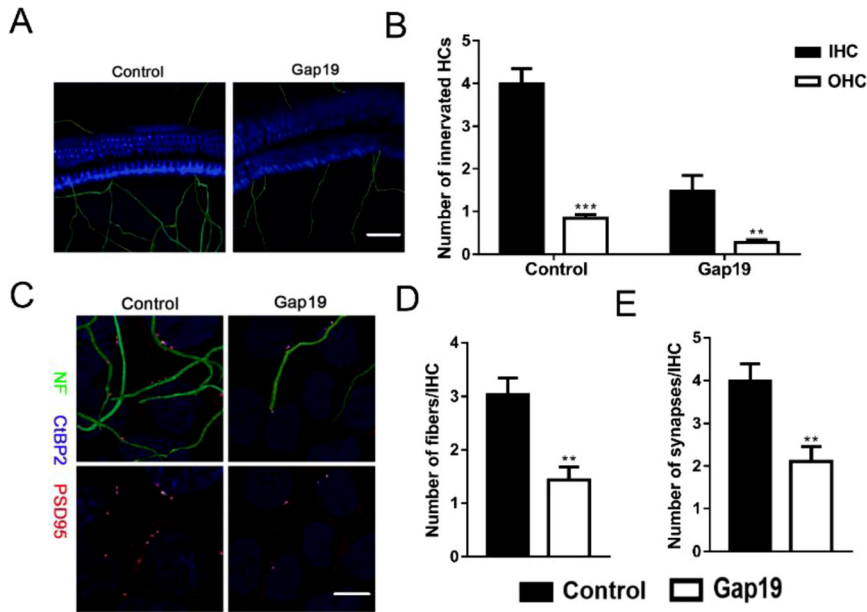 A
Control
Gap19
B
Number of innervated HCs
5
4
3
2
1
0
***
**
Control
Gap19
IHC
OHC
C
Control
Gap19
NF
CtBP2
PSD95
D
Number of fibers/IHC
4
3
2
1
0
**
E
Number of synapses/IHC
5
4
3
2
1
0
**
Control
Gap19